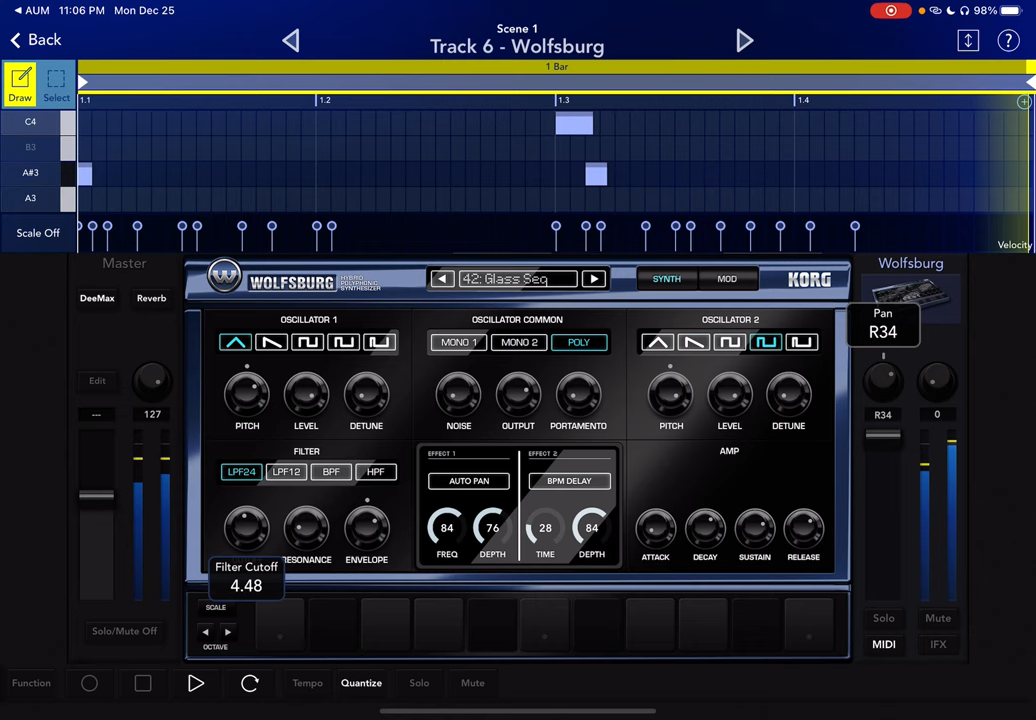 ◀ AUM 11:06 PM Mon Dec 25
98%
Back
Scene 1
Track 6 - Wolfsburg
?
1 Bar
Draw
Select
1.1
1.2
1.3
1.4
C4
B3
A#3
A3
Scale Off
Velocity
Master
DeeMax
Reverb
Edit
---
127
Solo/Mute Off
W
WOLFSBURG
HYBRID
POLYPHONIC
SYNTHESIZER
42: Glass Seq
SYNTH
MOD
KORG
OSCILLATOR 1
PITCH
LEVEL
DETUNE
OSCILLATOR COMMON
MONO 1
MONO 2
POLY
NOISE
OUTPUT
PORTAMENTO
OSCILLATOR 2
PITCH
LEVEL
DETUNE
FILTER
LPF24
LPF12
BPF
HPF
RESONANCE
ENVELOPE
Filter Cutoff
4.48
EFFECT 1
AUTO PAN
84
76
FREQ
DEPTH
EFFECT 2
BPM DELAY
28
84
TIME
DEPTH
AMP
ATTACK
DECAY
SUSTAIN
RELEASE
SCALE
OCTAVE
Wolfsburg
Pan
R34
R34
0
Solo
Mute
MIDI
IFX
Function
Tempo
Quantize
Solo
Mute